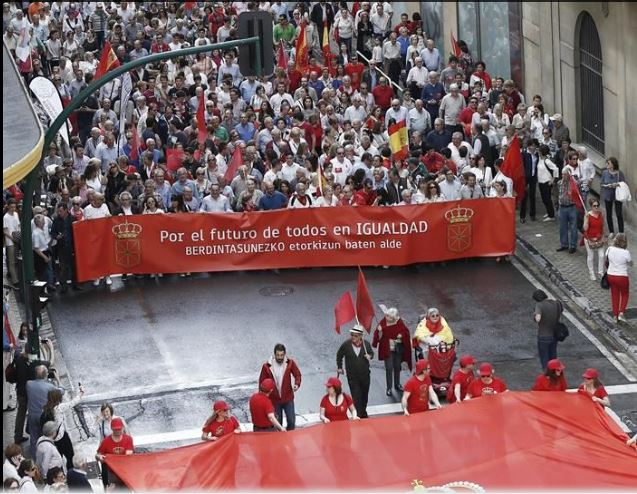 Por el futuro de todos en IGUALDAD
BERDINTASUNEZKO etorkizun baten alde